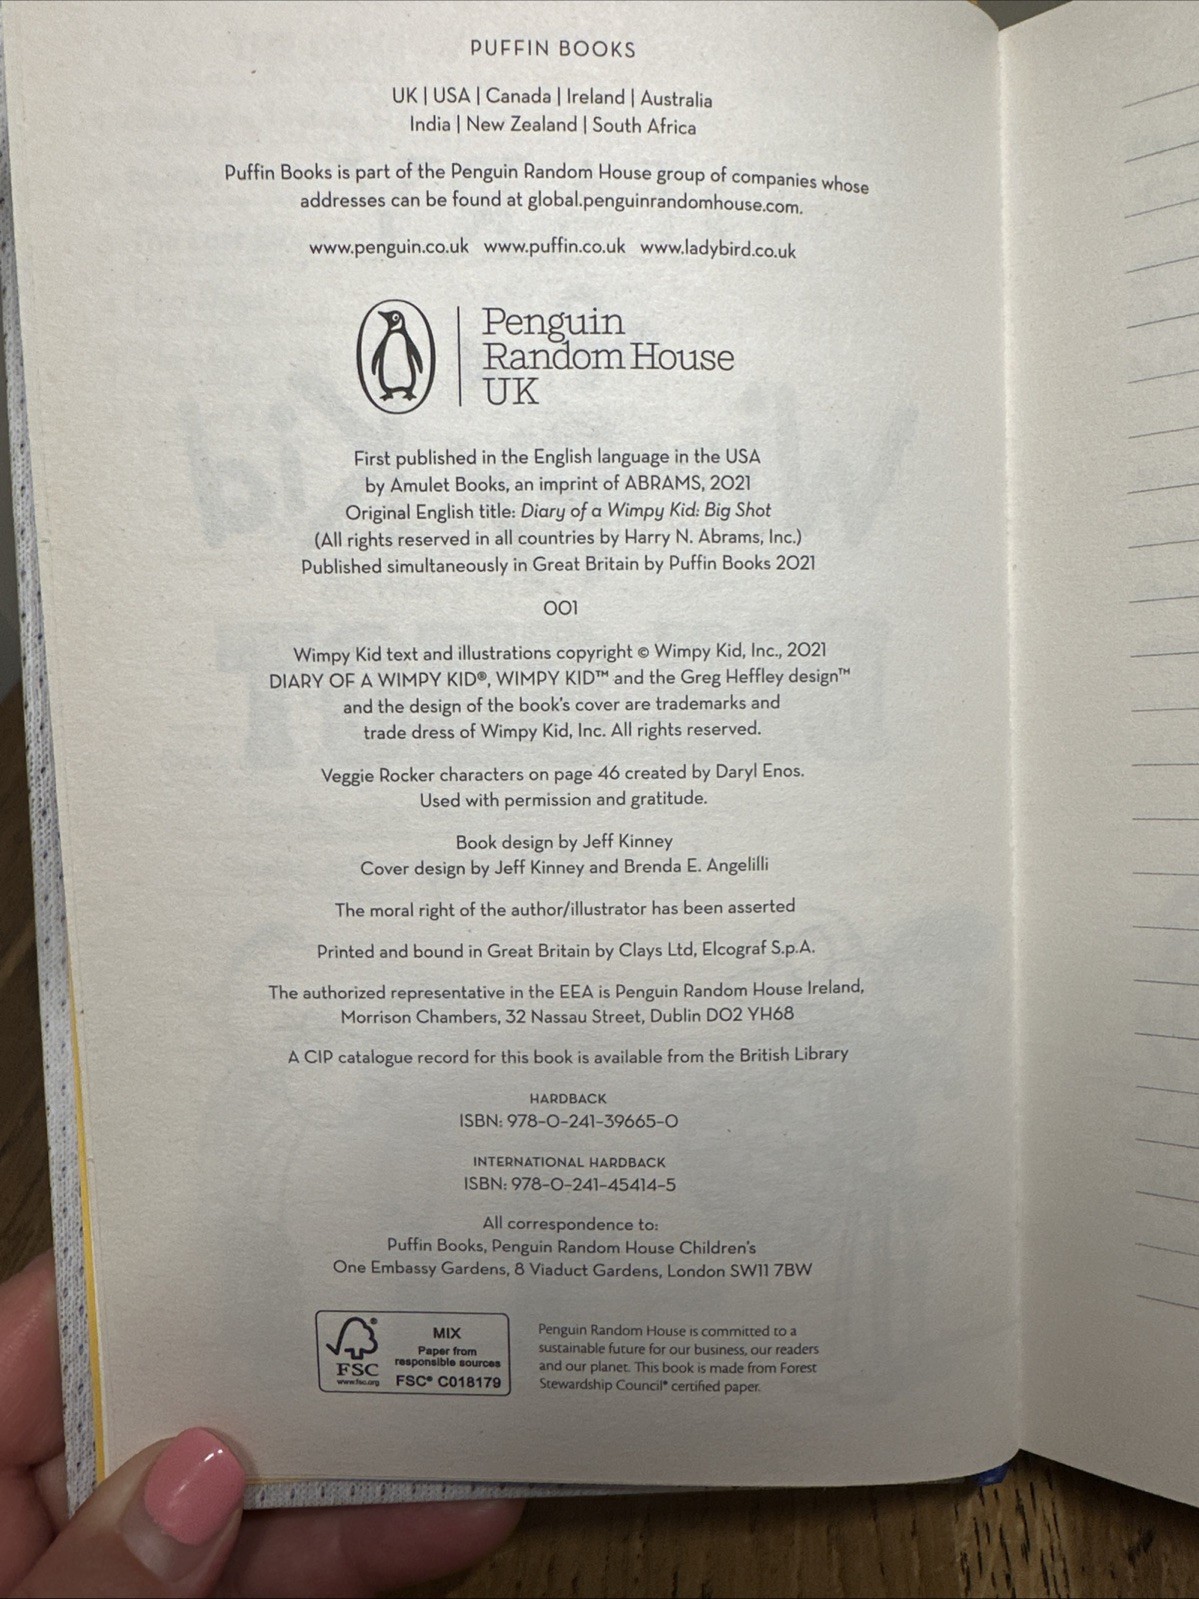 PUFFIN BOOKS
UK | USA | Canada | Ireland | Australia
India | New Zealand | South Africa
Puffin Books is part of the Penguin Random House group of companies whose
addresses can be found at global.penguinrandomhouse.com.
www.penguin.co.uk www.puffin.co.uk www.ladybird.co.uk
Penguin
Random House
UK
First published in the English language in the USA
by Amulet Books, an imprint of ABRAMS, 2021
Original English title: Diary of a Wimpy Kid: Big Shot
(All rights reserved in all countries by Harry N. Abrams, Inc.)
Published simultaneously in Great Britain by Puffin Books 2021
001
Wimpy Kid text and illustrations copyright © Wimpy Kid, Inc., 2021
DIARY OF A WIMPY KID®, WIMPY KID™ and the Greg Heffley design™
and the design of the book's cover are trademarks and
trade dress of Wimpy Kid, Inc. All rights reserved.
Veggie Rocker characters on page 46 created by Daryl Enos.
Used with permission and gratitude.
Book design by Jeff Kinney
Cover design by Jeff Kinney and Brenda E. Angelilli
The moral right of the author/illustrator has been asserted
Printed and bound in Great Britain by Clays Ltd, Elcograf S.p.A.
The authorized representative in the EEA is Penguin Random House Ireland,
Morrison Chambers, 32 Nassau Street, Dublin D02 YH68
A CIP catalogue record for this book is available from the British Library
HARDBACK
ISBN: 978-0-241-39665-0
INTERNATIONAL HARDBACK
ISBN: 978-0-241-45414-5
All correspondence to:
Puffin Books, Penguin Random House Children's
One Embassy Gardens, 8 Viaduct Gardens, London SW11 7BW
FSC
www.fsc.org
MIX
Paper from
responsible sources
FSC® C018179
Penguin Random House is committed to a
sustainable future for our business, our readers
and our planet. This book is made from Forest
Stewardship Council® certified paper.